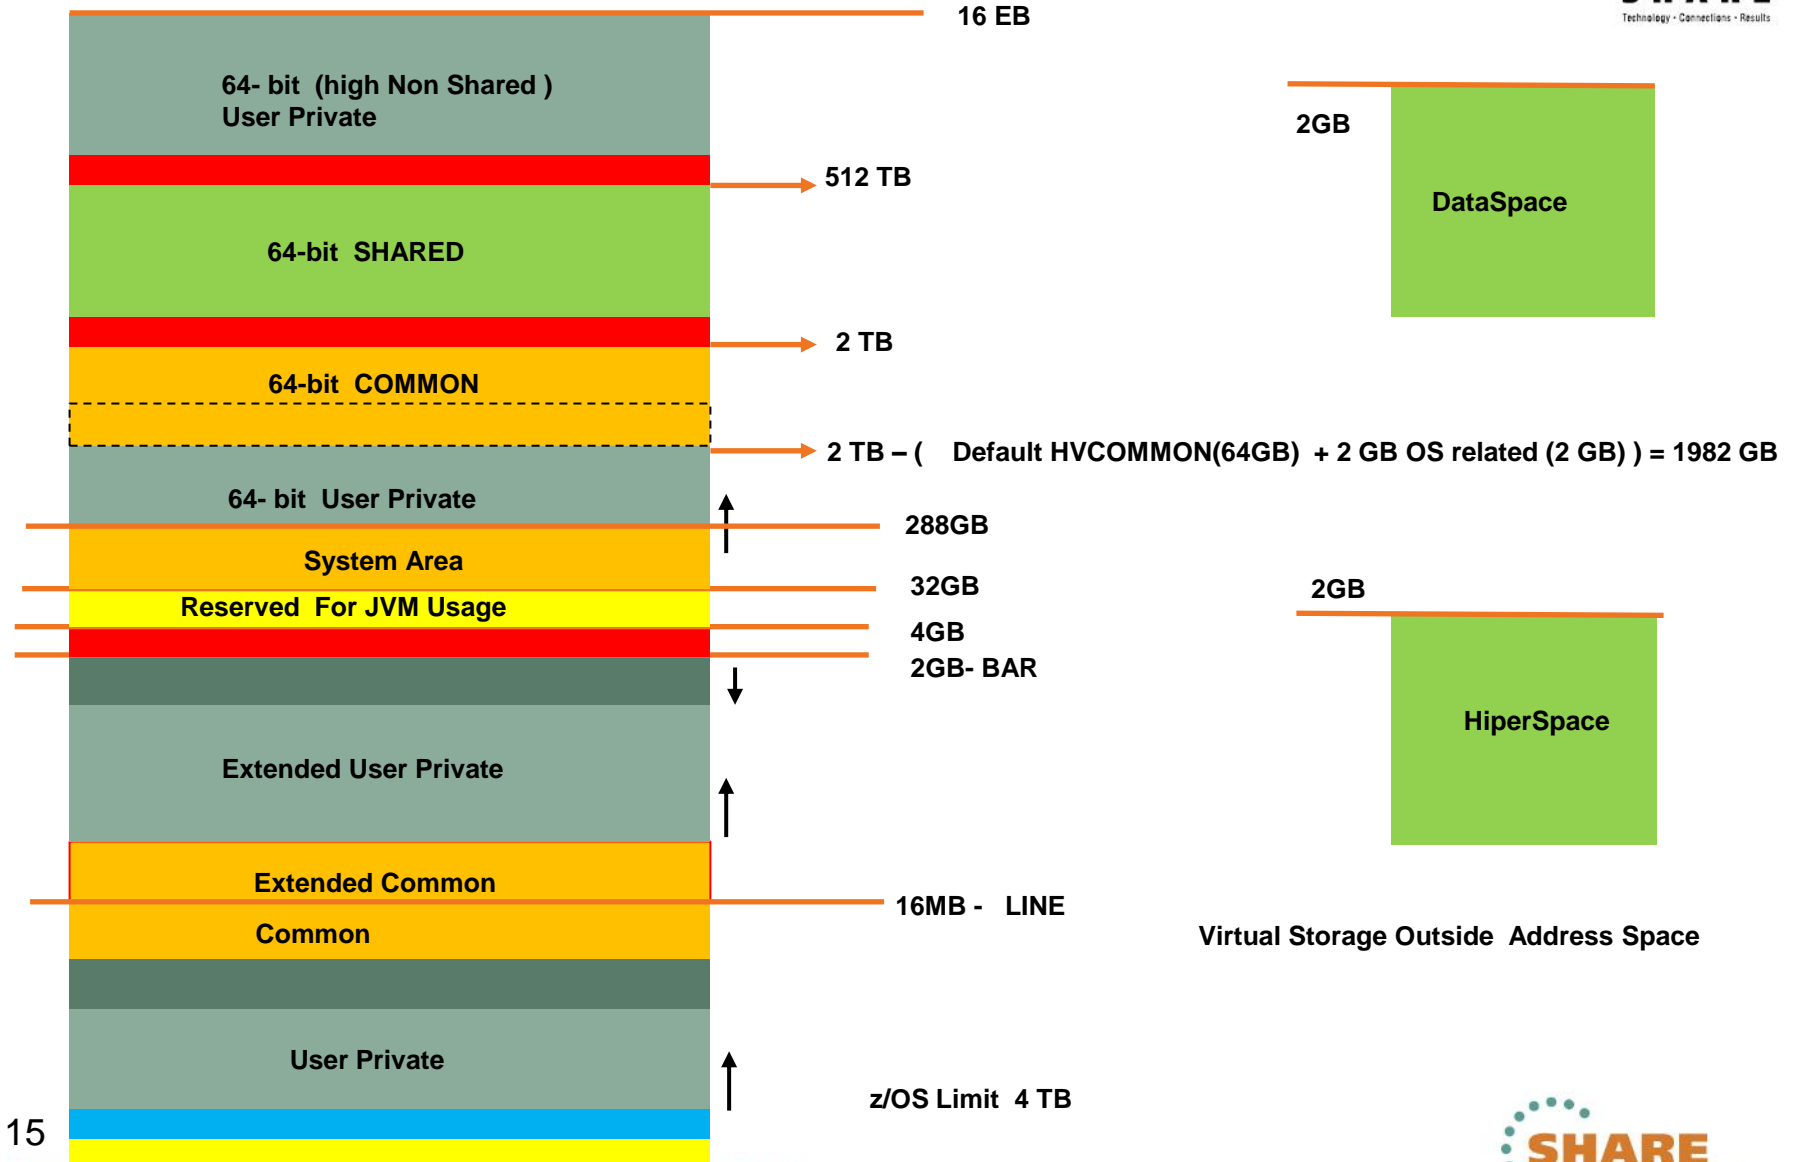 16 EB
Technology · Connections · Results
64- bit (high Non Shared )
User Private
2GB
512 TB
DataSpace
64-bit SHARED
2 TB
64-bit COMMON
2 TB – ( Default HVCOMMON(64GB) + 2 GB OS related (2 GB) ) = 1982 GB
64- bit User Private
288GB
System Area
32GB
2GB
Reserved For JVM Usage
4GB
2GB- BAR
HiperSpace
Extended User Private
Extended Common
16MB - LINE
Common
Virtual Storage Outside Address Space
User Private
z/OS Limit 4 TB
15
SHARE